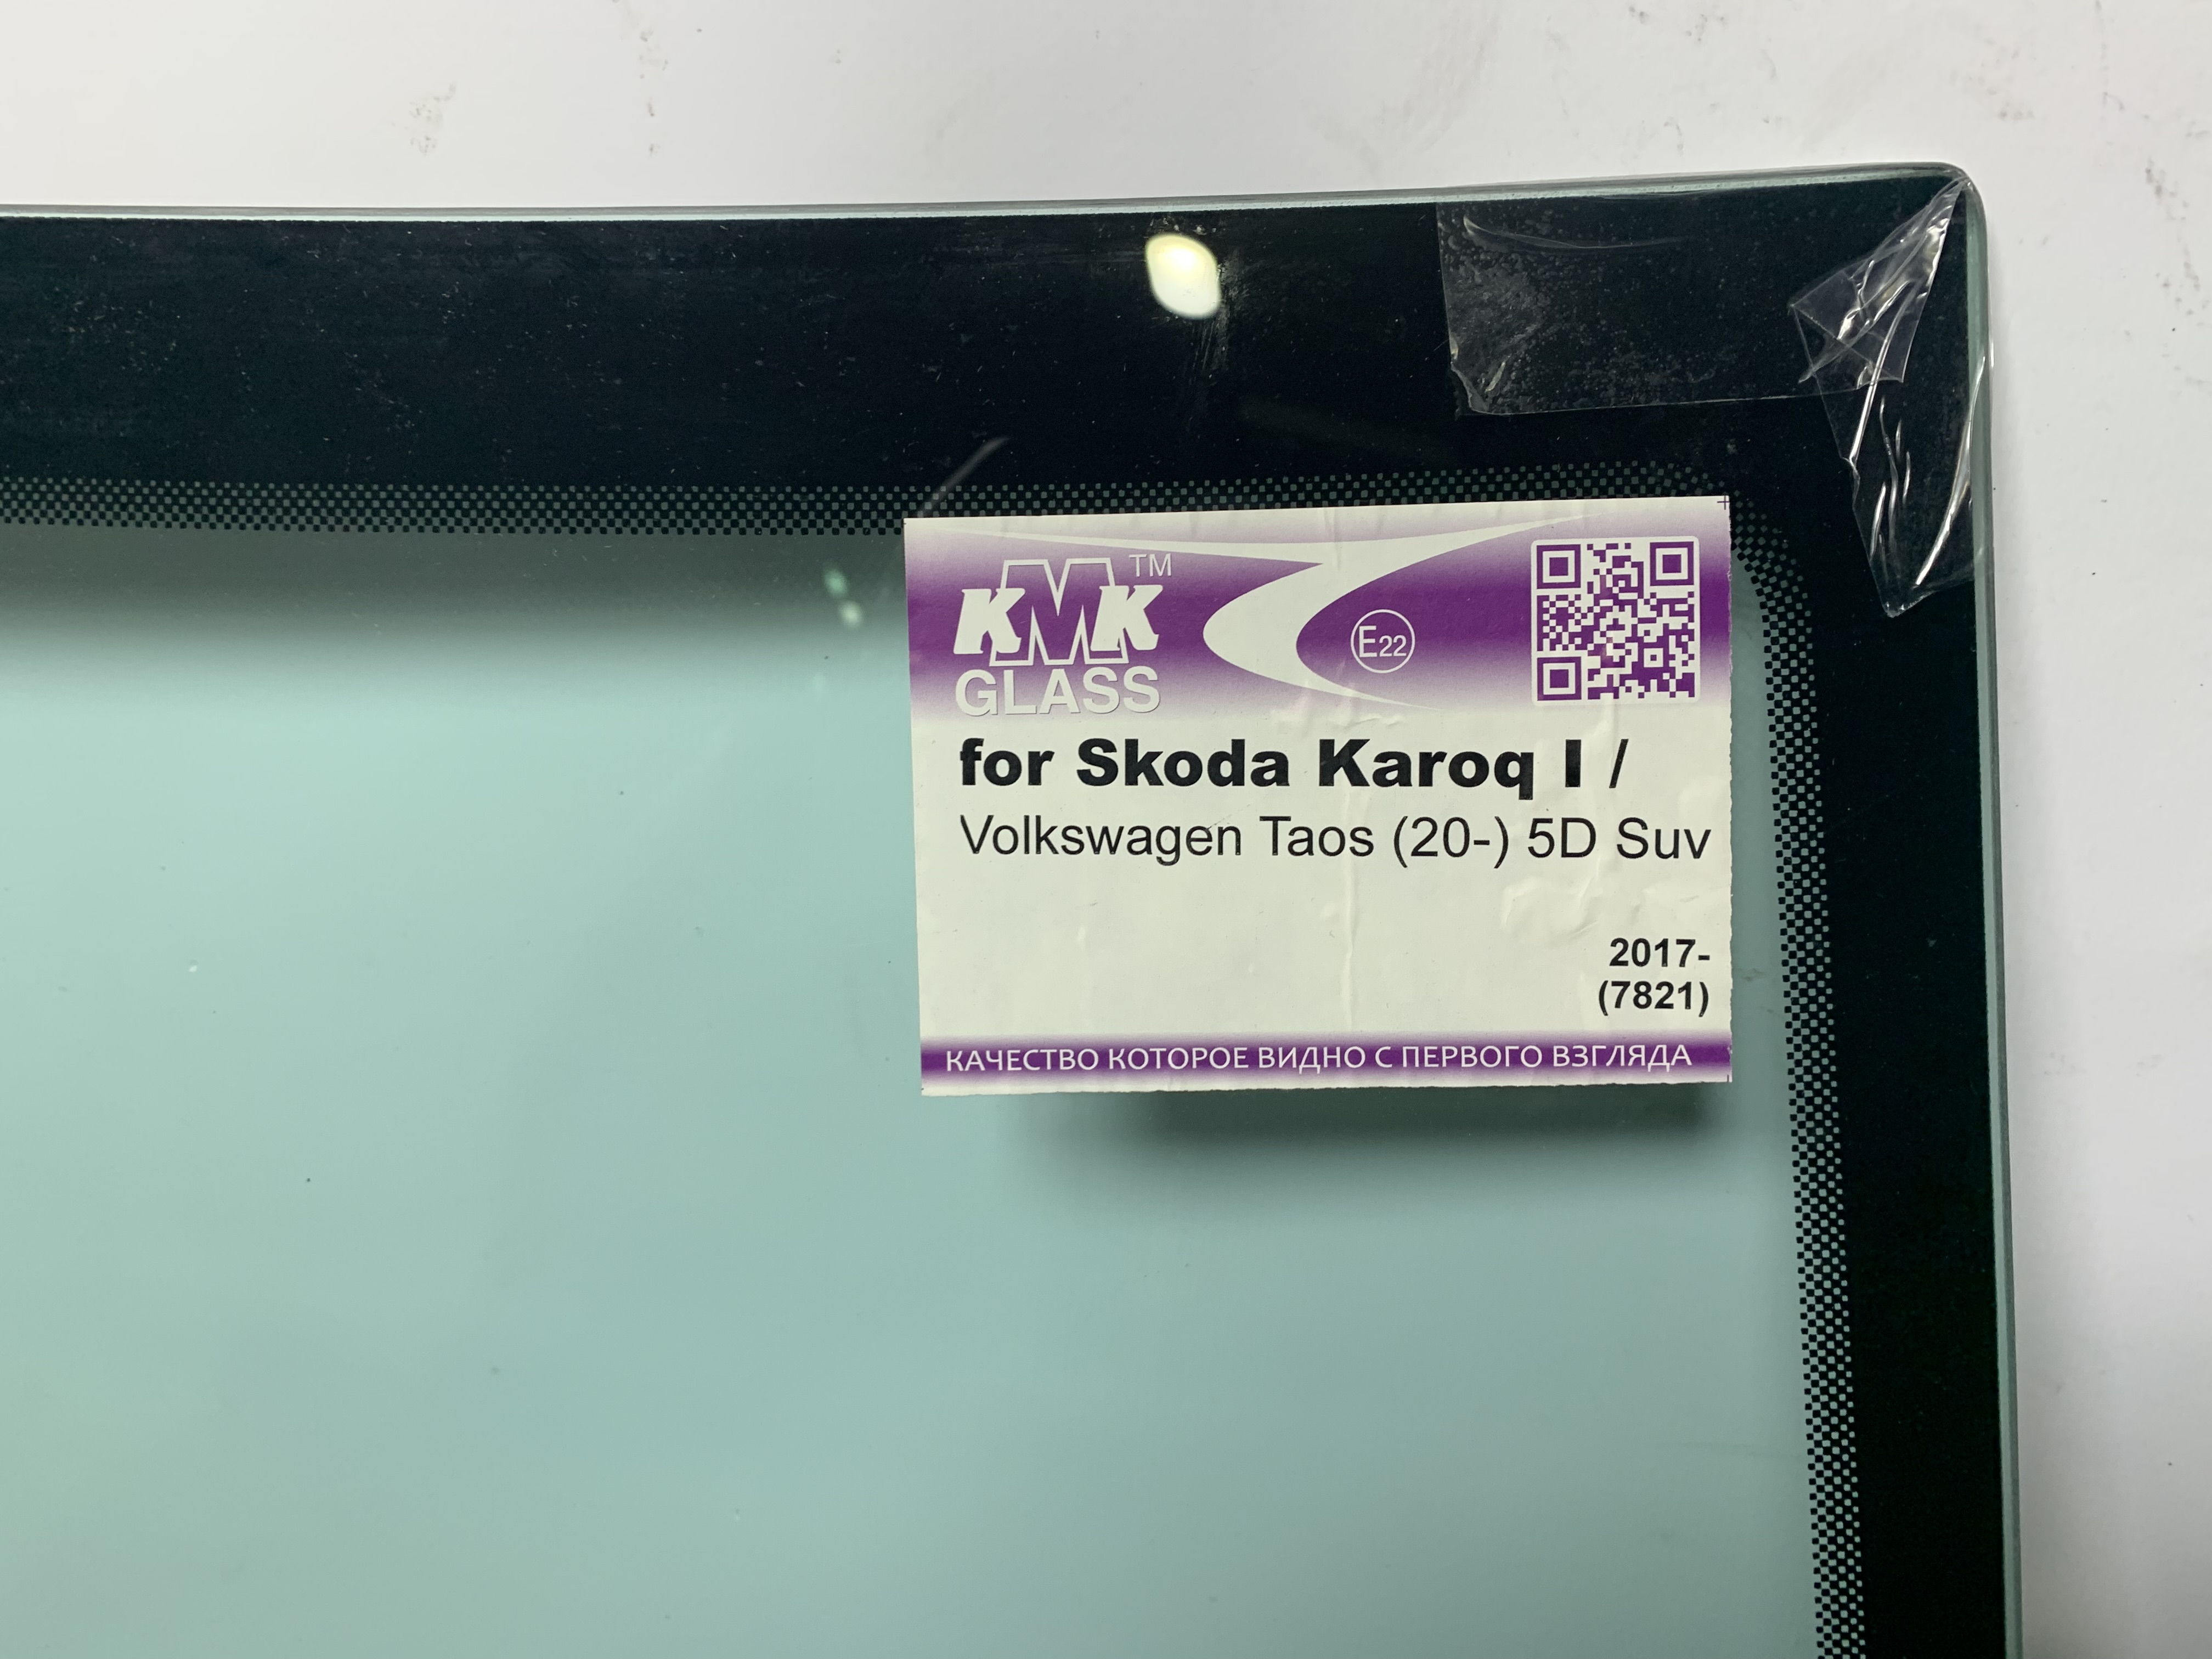 KMK™
GLASS
E22
for Skoda Karoq I /
Volkswagen Taos (20-) 5D Suv
2017-
(7821)
КАЧЕСТВО КОТОРОЕ ВИДНО С ПЕРВОГО ВЗГЛЯДА